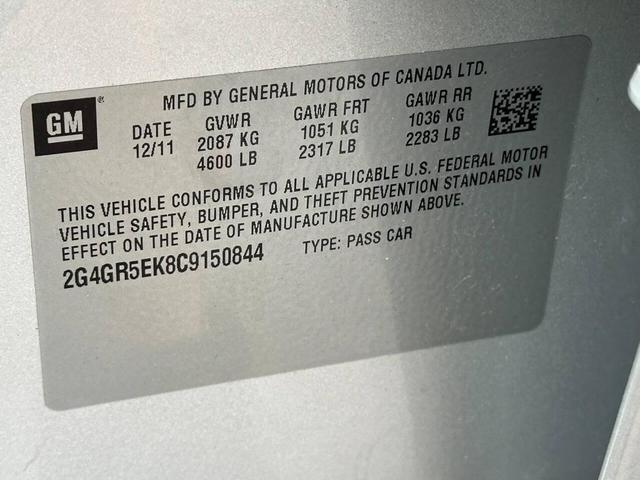 GM®
MFD BY GENERAL MOTORS OF CANADA LTD.
DATE GVWR GAWR FRT GAWR RR
12/11 2087 KG 1051 KG 1036 KG
4600 LB 2317 LB 2283 LB
THIS VEHICLE CONFORMS TO ALL APPLICABLE U.S. FEDERAL MOTOR
VEHICLE SAFETY, BUMPER, AND THEFT PREVENTION STANDARDS IN
EFFECT ON THE DATE OF MANUFACTURE SHOWN ABOVE.
2G4GR5EK8C9150844 TYPE: PASS CAR